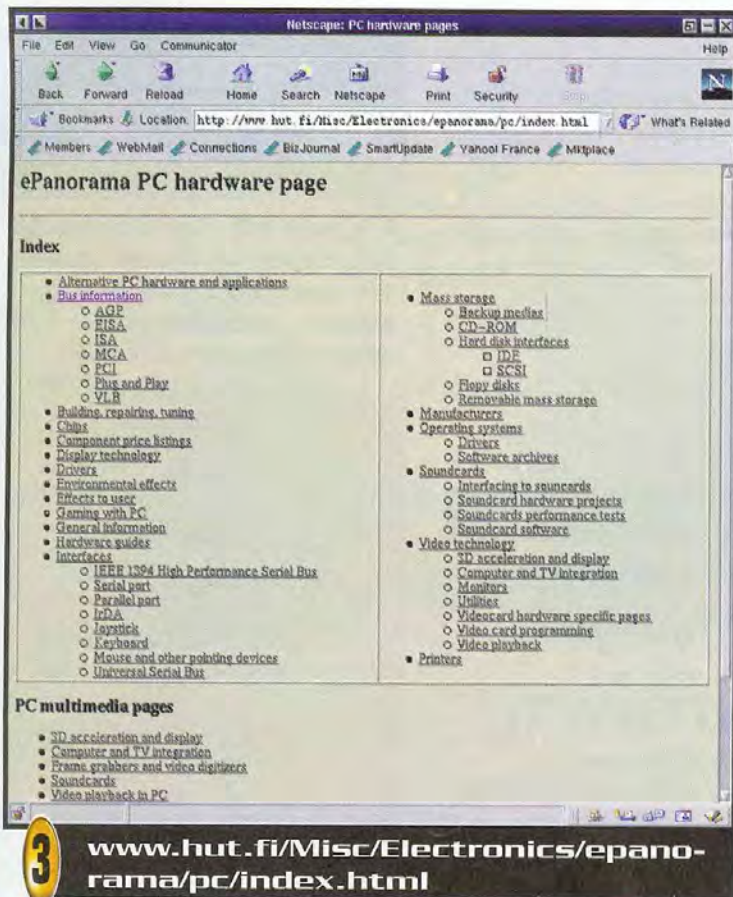 Netscape: PC hardware pages
File Edit View Go Communicator
Help
Back Forward Reload Home Search Netscape Print Security Stop
Bookmarks Location: http://www.hut.fi/Misc/Electronics/epanorama/pc/index.html What's Related
Members WebMail Connections BizJournal SmartUpdate Yahoo! France Mktplace
ePanorama PC hardware page
Index
Alternative PC hardware and applications
Bus information
AGP
EISA
ISA
MCA
PCI
Plug and Play
VLB
Building, repairing, tuning
Chips
Component price listings
Display technology
Drivers
Environmental effects
Effects to user
Gaming with PC
General information
Hardware guides
Interfaces
IEEE 1394 High Performance Serial Bus
Serial port
Parallel port
IrDA
Joystick
Keyboard
Mouse and other pointing devices
Universal Serial Bus
Mass storage
Backup medias
CD-ROM
Hard disk interfaces
IDE
SCSI
Flopy disks
Removable mass storage
Manufacturers
Operating systems
Drivers
Software archives
Soundcards
Interfacing to souncards
Soundcard hardware projects
Soundcards performance tests
Soundcard software
Video technology
3D acceleration and display
Computer and TV integration
Monitors
Utilities
Videocard hardware specific pages
Video card programming
Video playback
Printers
PC multimedia pages
3D acceleration and display
Computer and TV integration
Frame grabbers and video digitizers
Soundcards
Video playback in PC
3
www.hut.fi/Misc/Electronics/epano-
rama/pc/index.html